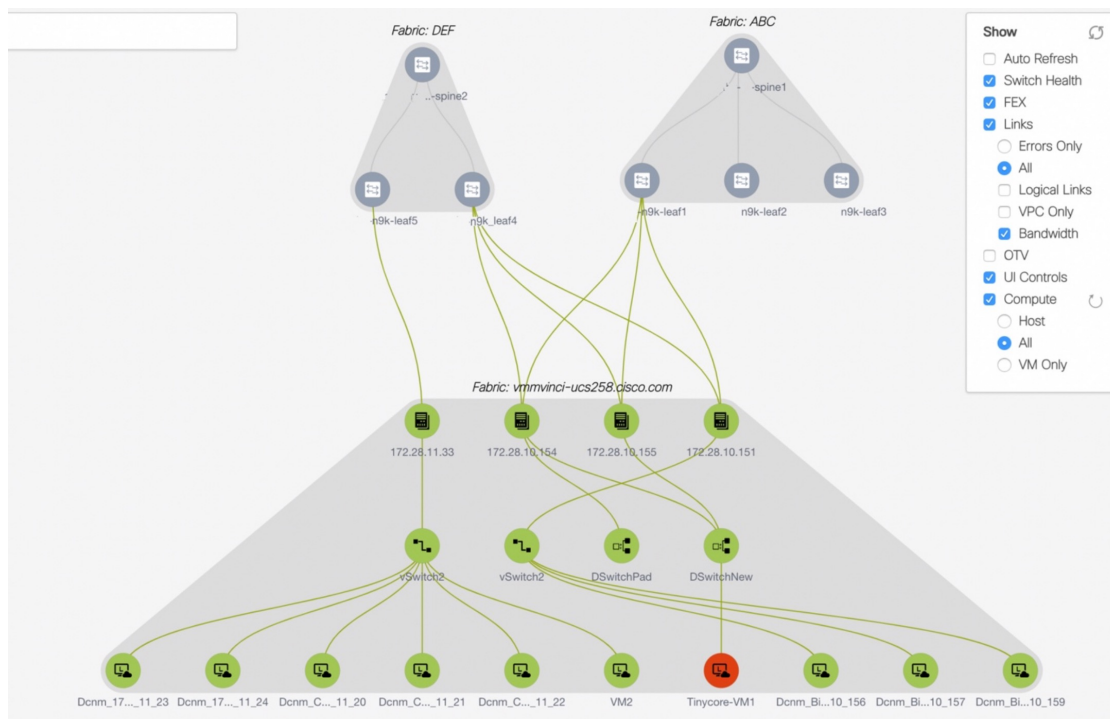 Fabric: DEF
Fabric: ABC
-spine2
-spine1
-n9k-leaf5
-n9k_leaf4
-n9k-leaf1
n9k-leaf2
n9k-leaf3
Show
Auto Refresh
Switch Health
FEX
Links
Errors Only
All
Logical Links
VPC Only
Bandwidth
OTV
UI Controls
Compute
Host
All
VM Only
Fabric: vmmvinci-ucs258.cisco.com
172.28.11.33
172.28.10.154
172.28.10.155
172.28.10.151
vSwitch2
vSwitch2
DSwitchPad
DSwitchNew
Dcnm_17..._11_23
Dcnm_17..._11_24
Dcnm_C..._11_20
Dcnm_C..._11_21
Dcnm_C..._11_22
VM2
Tinycore-VM1
Dcnm_Bi...10_156
Dcnm_Bi...10_157
Dcnm_Bi...10_159